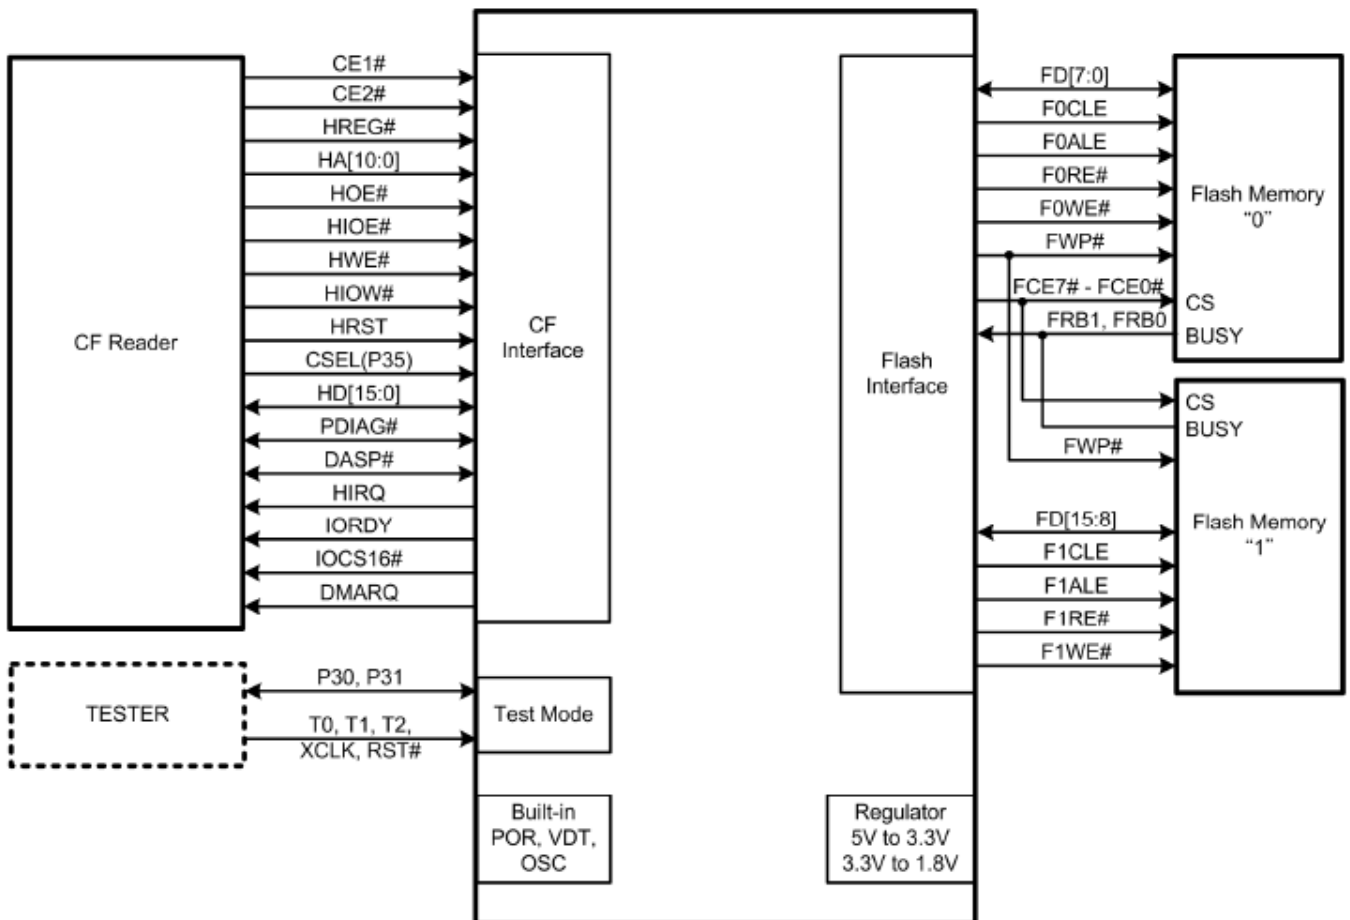 CF Reader
CE1#
CE2#
HREG#
HA[10:0]
HOE#
HIOE#
HWE#
HIOW#
HRST
CSEL(P35)
HD[15:0]
PDIAG#
DASP#
HIRQ
IORDY
IOCS16#
DMARQ
CF
Interface
TESTER
P30, P31
T0, T1, T2,
XCLK, RST#
Test Mode
Built-in
POR, VDT,
OSC
Flash
Interface
Regulator
5V to 3.3V
3.3V to 1.8V
FD[7:0]
F0CLE
F0ALE
F0RE#
F0WE#
FWP#
FCE7# - FCE0#
FRB1, FRB0
Flash Memory
“0”
CS
BUSY
CS
BUSY
FWP#
FD[15:8]
F1CLE
F1ALE
F1RE#
F1WE#
Flash Memory
“1”